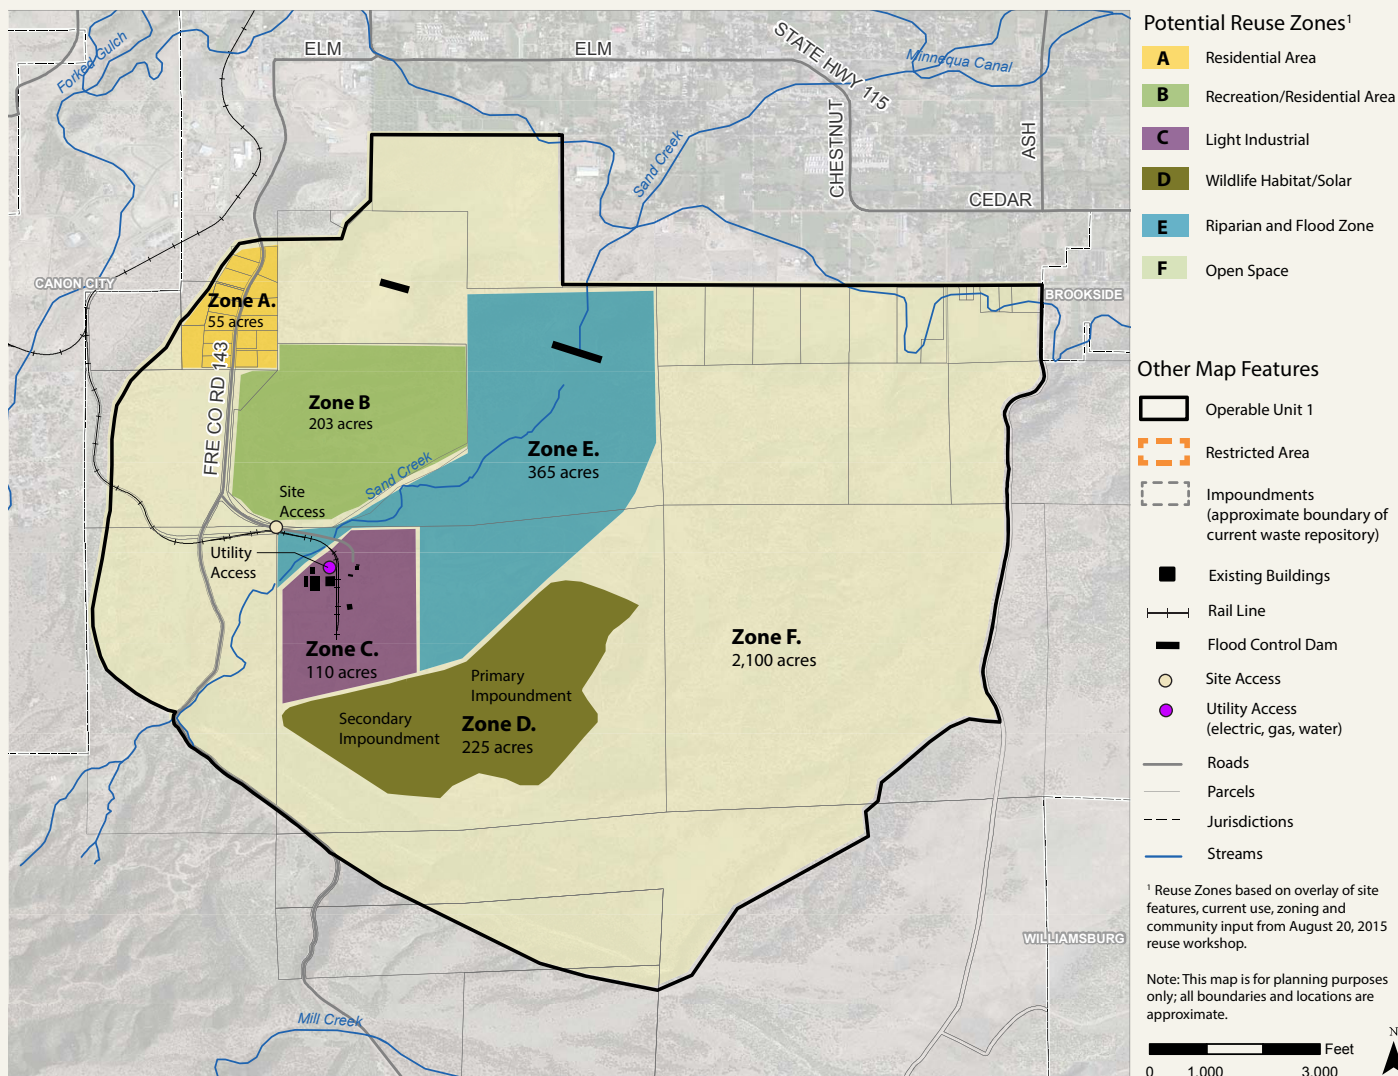 Forked Gulch
ELM
ELM
STATE HWY 115
Minnequa Canal
Sand Creek
CHESTNUT
ASH
CEDAR
CANON CITY
BROOKSIDE
Zone A.
55 acres
FRE CO RD 143
Zone B
203 acres
Zone E.
365 acres
Sand Creek
Site
Access
Utility
Access
Zone C.
110 acres
Zone F.
2,100 acres
Primary
Impoundment
Secondary
Impoundment
Zone D.
225 acres
WILLIAMSBURG
Mill Creek
Potential Reuse Zones¹
A Residential Area
B Recreation/Residential Area
C Light Industrial
D Wildlife Habitat/Solar
E Riparian and Flood Zone
F Open Space
Other Map Features
Operable Unit 1
Restricted Area
Impoundments
(approximate boundary of
current waste repository)
Existing Buildings
Rail Line
Flood Control Dam
Site Access
Utility Access
(electric, gas, water)
Roads
Parcels
Jurisdictions
Streams
¹ Reuse Zones based on overlay of site
features, current use, zoning and
community input from August 20, 2015
reuse workshop.
Note: This map is for planning purposes
only; all boundaries and locations are
approximate.
N
Feet
0 1,000 3,000